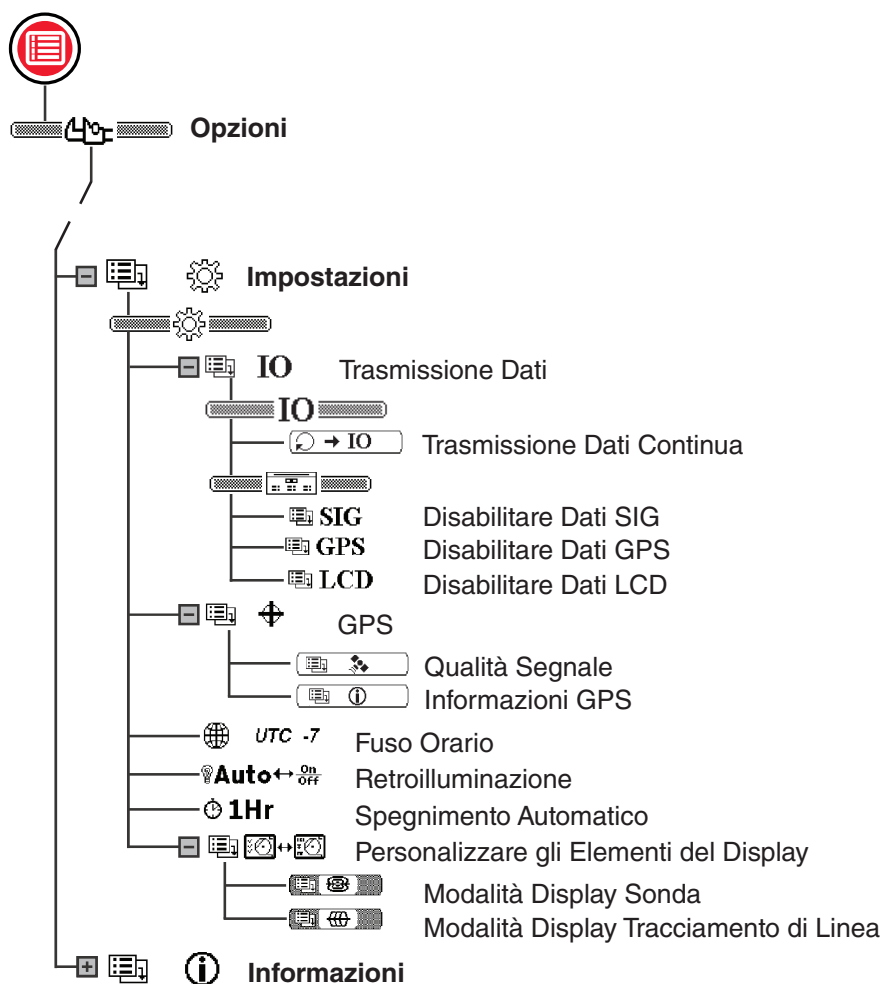 Opzioni
Impostazioni
IO Trasmissione Dati
IO
IO Trasmissione Dati Continua
SIG Disabilitare Dati SIG
GPS Disabilitare Dati GPS
LCD Disabilitare Dati LCD
GPS
Qualità Segnale
Informazioni GPS
UTC -7 Fuso Orario
Auto On Off Retroilluminazione
1Hr Spegnimento Automatico
Personalizzare gli Elementi del Display
Modalità Display Sonda
Modalità Display Tracciamento di Linea
Informazioni